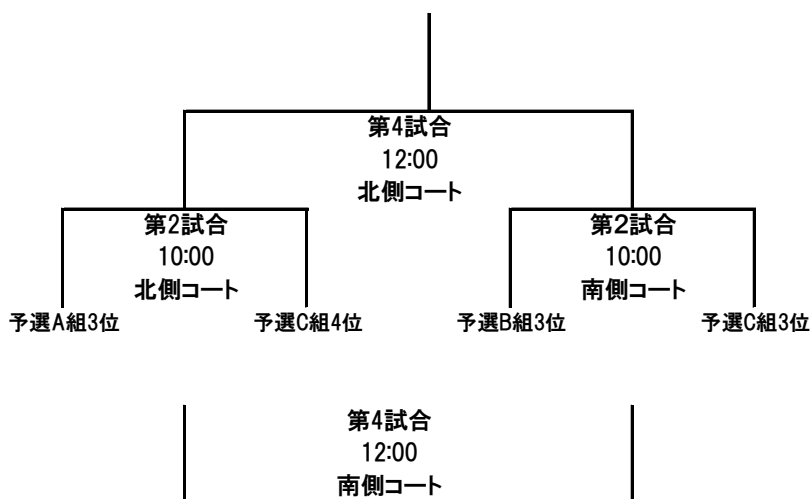 第4試合
12:00
北側コート
第2試合
10:00
北側コート
第２試合
10:00
南側コート
予選A組3位
予選C組4位
予選B組3位
予選C組3位
第4試合
12:00
南側コート